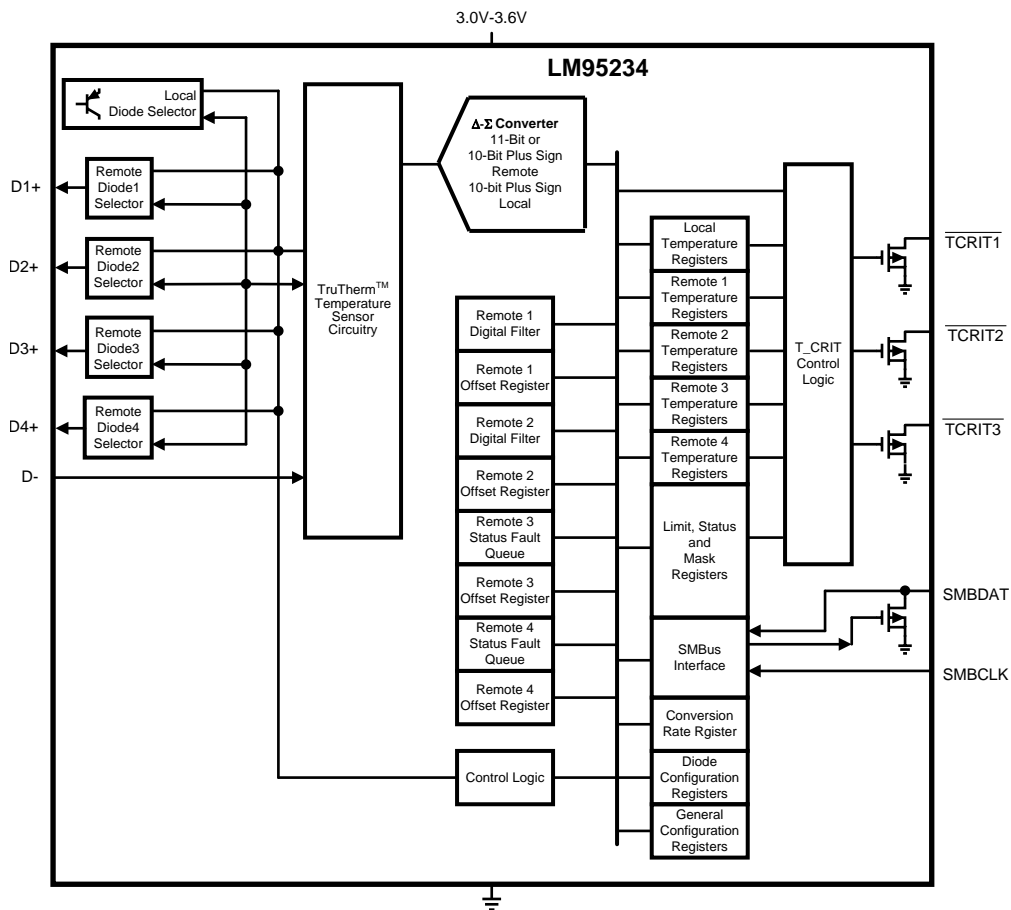 3.0V-3.6V
LM95234
Local
Diode Selector
Remote
Diode1
Selector
Remote
Diode2
Selector
Remote
Diode3
Selector
Remote
Diode4
Selector
D1+
D2+
D3+
D4+
D-
TruTherm™
Temperature
Sensor
Circuitry
Δ-Σ Converter
11-Bit or
10-Bit Plus Sign
Remote
10-bit Plus Sign
Local
Remote 1
Digital Filter
Remote 1
Offset Register
Remote 2
Digital Filter
Remote 2
Offset Register
Remote 3
Status Fault
Queue
Remote 3
Offset Register
Remote 4
Status Fault
Queue
Remote 4
Offset Register
Control Logic
Local
Temperature
Registers
Remote 1
Temperature
Registers
Remote 2
Temperature
Registers
Remote 3
Temperature
Registers
Remote 4
Temperature
Registers
Limit, Status
and
Mask
Registers
SMBus
Interface
Conversion
Rate Rgister
Diode
Configuration
Registers
General
Configuration
Registers
T_CRIT
Control
Logic
TCRIT1
TCRIT2
TCRIT3
SMBDAT
SMBCLK